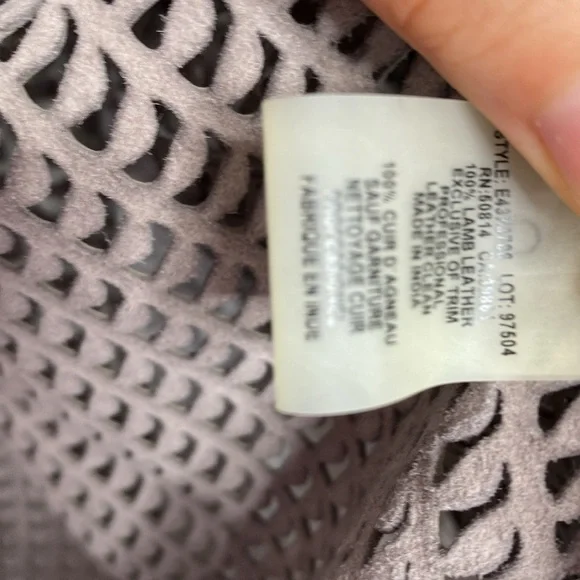 STYLE: LOT: 97504
RN:50814
100% LAMB LEATHER
EXCLUSIVE OF TRIM
PROFESSIONAL
LEATHER CLEAN
MADE IN INDIA
100% CUIR D AGNEAU
SAUF GARNITURE
NETTOYAGE CUIR
FABRIQUE EN INDE